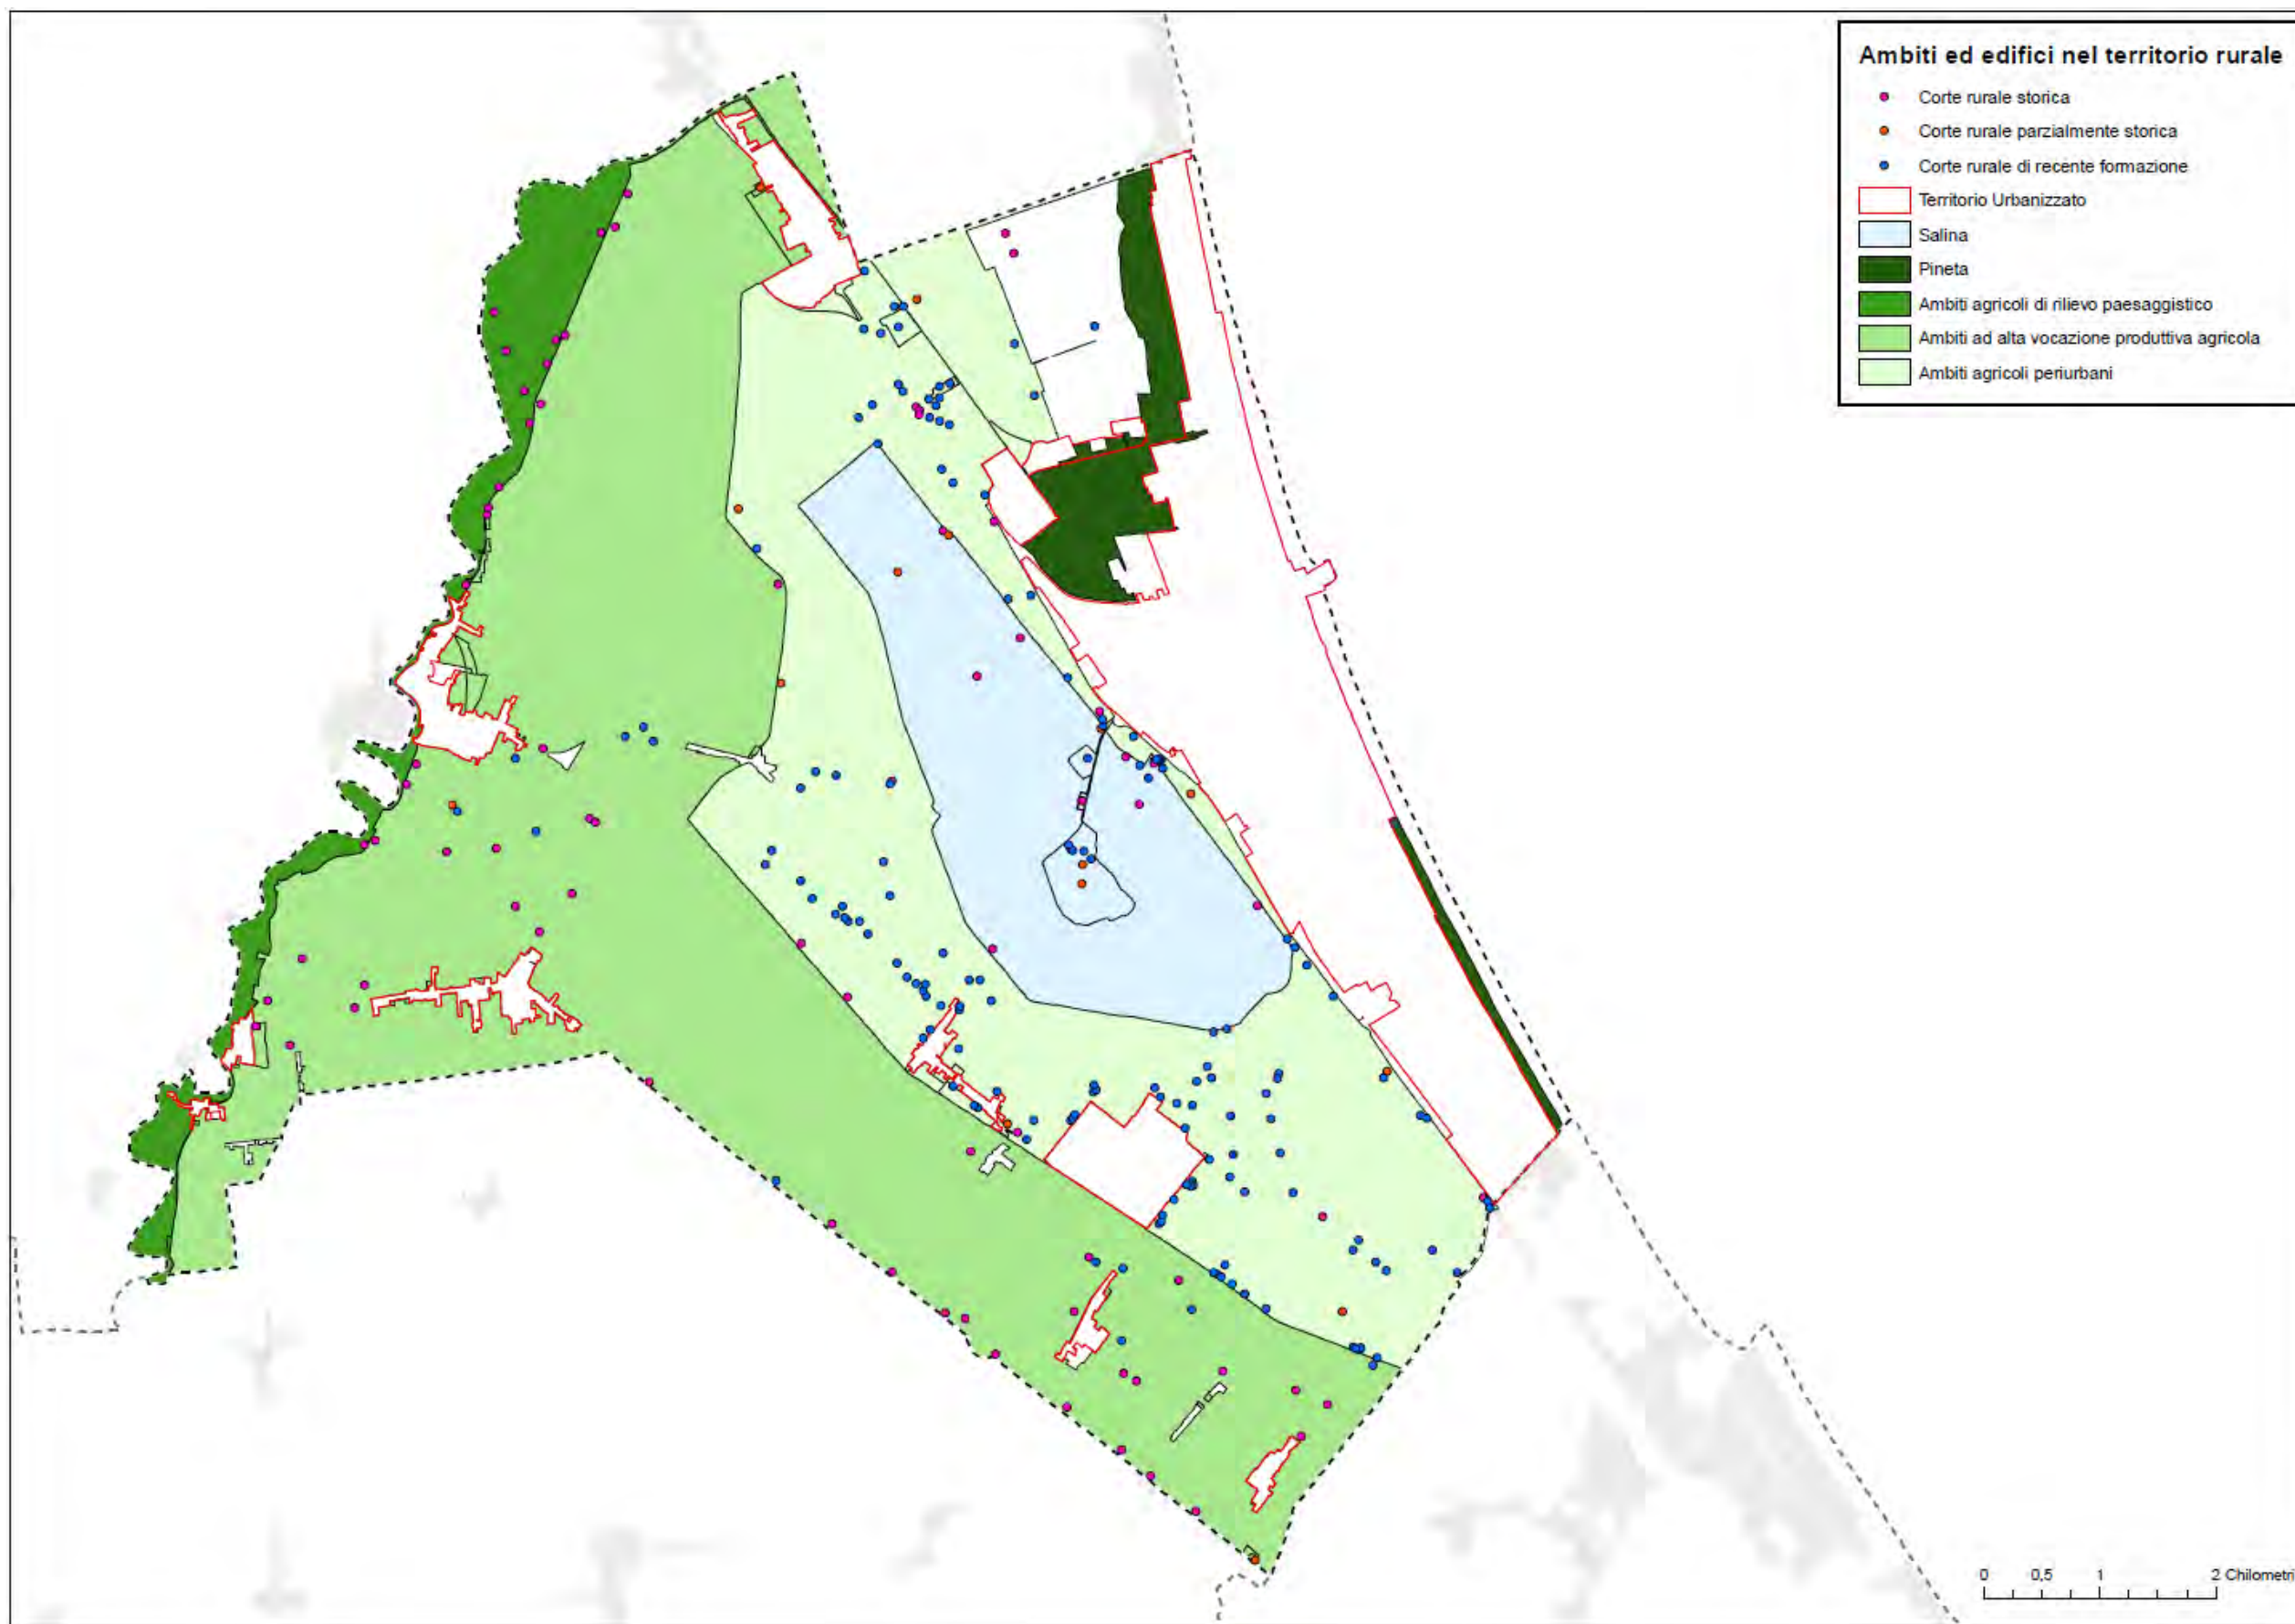 Ambiti ed edifici nel territorio rurale
Corte rurale storica
Corte rurale parzialmente storica
Corte rurale di recente formazione
Territorio Urbanizzato
Salina
Pineta
Ambiti agricoli di rilievo paesaggistico
Ambiti ad alta vocazione produttiva agricola
Ambiti agricoli periurbani
0 0,5 1 2 Chilometri